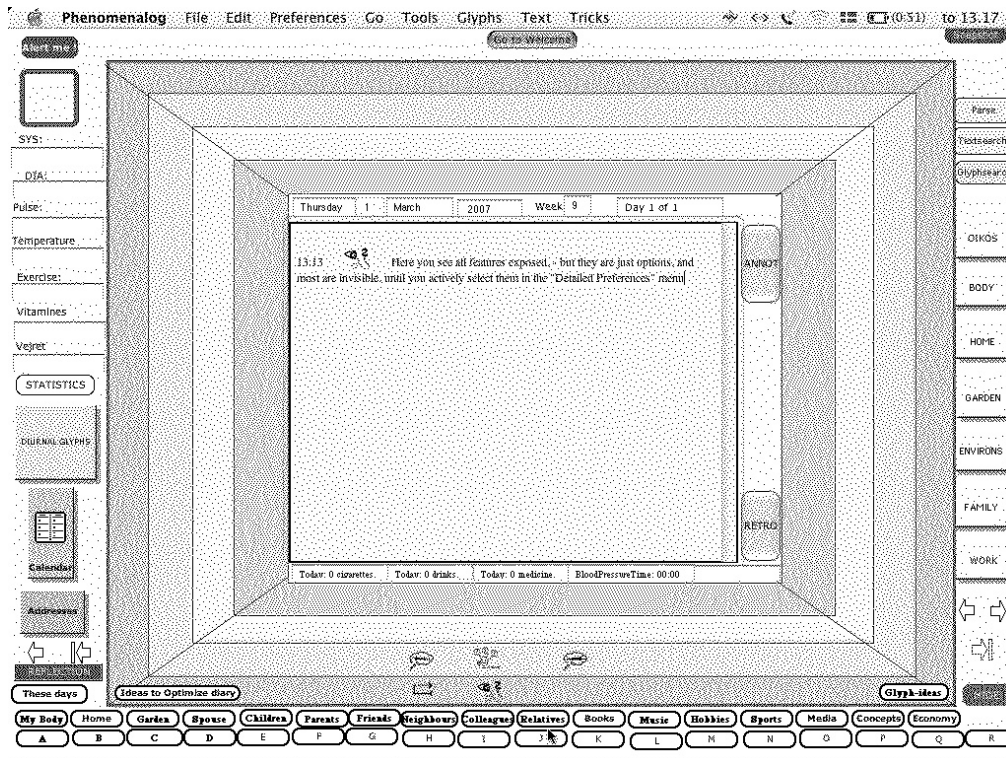 Phenomenalog File Edit Preferences Go Tools Glyphs Text Tricks (0:51) to 13.17
Alert me!
Go to Welcome
SYS:
DIA:
Pulse:
Temperature
Exercise:
Vitamines
Vejret
STATISTICS
DIURNAL GLYPHS
Calendar
Addresses
These days
Thursday 1 March 2007 Week 9 Day 1 of 1
13:13 Here you see all features exposed, - but they are just options, and
most are invisible, until you actively select them in the "Detailed Preferences" menu
ANNOT
RETRO
Today: 0 cigarettes. Today: 0 drinks. Today: 0 medicine. BloodPressureTime: 00:00
Parse
Textsearch
Glyphsearc
OIKOS
BODY
HOME
GARDEN
ENVIRONS
FAMILY
WORK
Ideas to Optimize diary
Glyph-ideas
My Body Home Garden Spouse Children Parents Friends Neighbours Colleagues Relatives Books Music Hobbies Sports Media Concepts Economy
A B C D E F G H I J K L M N O P Q R